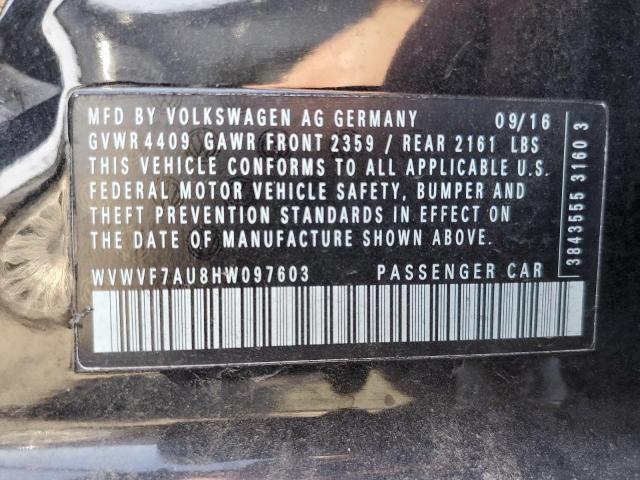 MFD BY VOLKSWAGEN AG GERMANY 09/16
GVWR 4409 GAWR FRONT 2359 / REAR 2161 LBS
THIS VEHICLE CONFORMS TO ALL APPLICABLE U.S.
FEDERAL MOTOR VEHICLE SAFETY, BUMPER AND
THEFT PREVENTION STANDARDS IN EFFECT ON
THE DATE OF MANUFACTURE SHOWN ABOVE.
WVWVF7AU8HW097603 PASSENGER CAR
3843555 3160 3